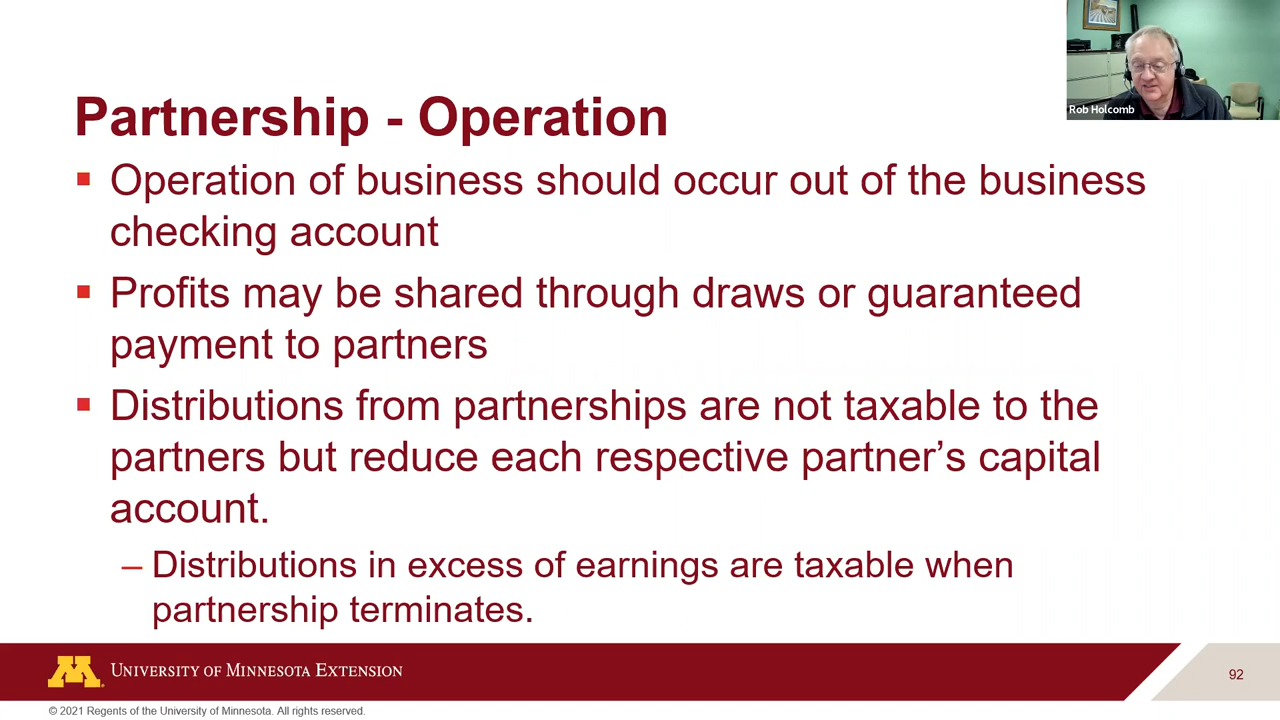 Rob Holcomb
Partnership - Operation
▪ Operation of business should occur out of the business
checking account
▪ Profits may be shared through draws or guaranteed
payment to partners
▪ Distributions from partnerships are not taxable to the
partners but reduce each respective partner’s capital
account.
– Distributions in excess of earnings are taxable when
partnership terminates.
M
UNIVERSITY OF MINNESOTA EXTENSION
92
© 2021 Regents of the University of Minnesota. All rights reserved.